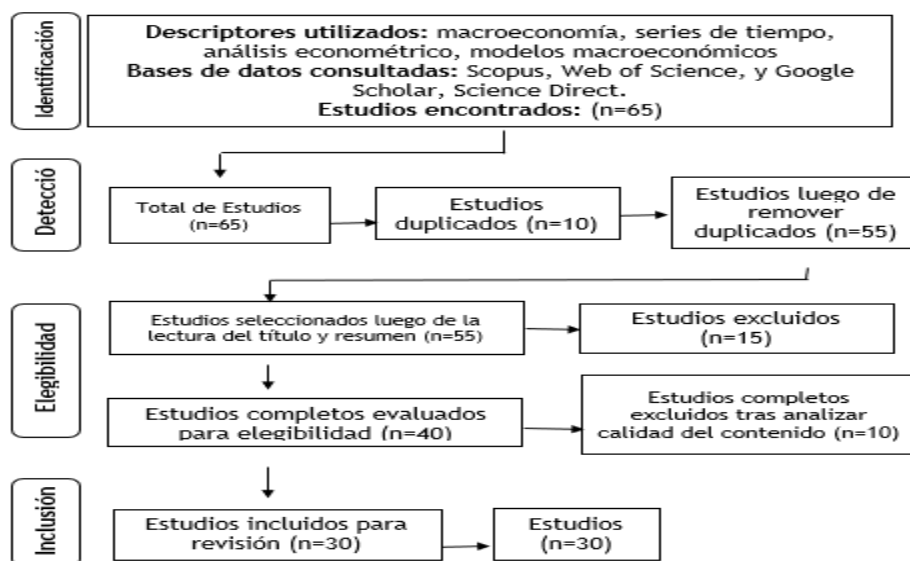 Identificación
Descriptores utilizados: macroeconomía, series de tiempo,
análisis econométrico, modelos macroeconómicos
Bases de datos consultadas: Scopus, Web of Science, y Google
Scholar, Science Direct.
Estudios encontrados: (n=65)
Detecció
Total de Estudios
(n=65)
Estudios
duplicados (n=10)
Estudios luego de
remover
duplicados (n=55)
Elegibilidad
Estudios seleccionados luego de la
lectura del título y resumen (n=55)
Estudios excluidos
(n=15)
Estudios completos evaluados
para elegibilidad (n=40)
Estudios completos
excluidos tras analizar
calidad del contenido (n=10)
Inclusión
Estudios incluidos para
revisión (n=30)
Estudios
(n=30)